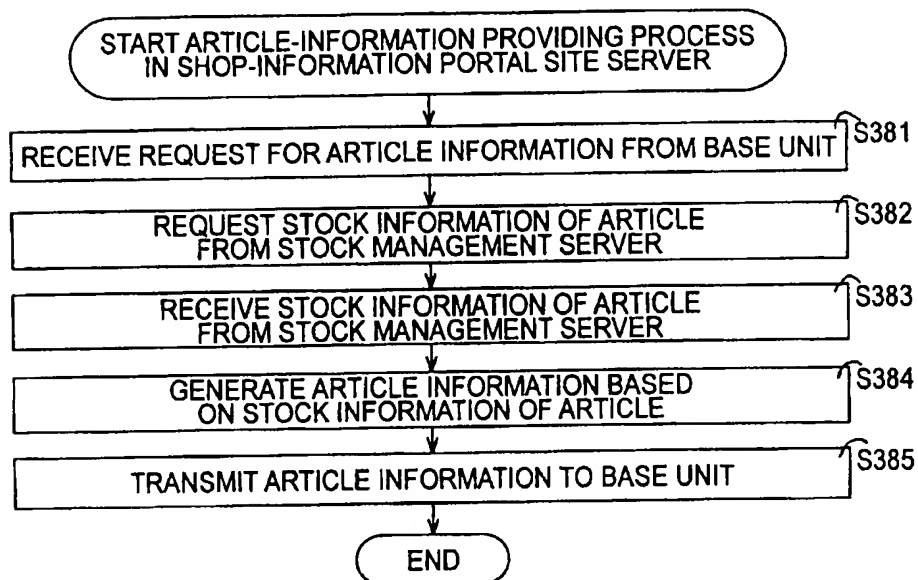 START ARTICLE-INFORMATION PROVIDING PROCESS
IN SHOP-INFORMATION PORTAL SITE SERVER
S381
RECEIVE REQUEST FOR ARTICLE INFORMATION FROM BASE UNIT
S382
REQUEST STOCK INFORMATION OF ARTICLE
FROM STOCK MANAGEMENT SERVER
S383
RECEIVE STOCK INFORMATION OF ARTICLE
FROM STOCK MANAGEMENT SERVER
S384
GENERATE ARTICLE INFORMATION BASED
ON STOCK INFORMATION OF ARTICLE
S385
TRANSMIT ARTICLE INFORMATION TO BASE UNIT
END